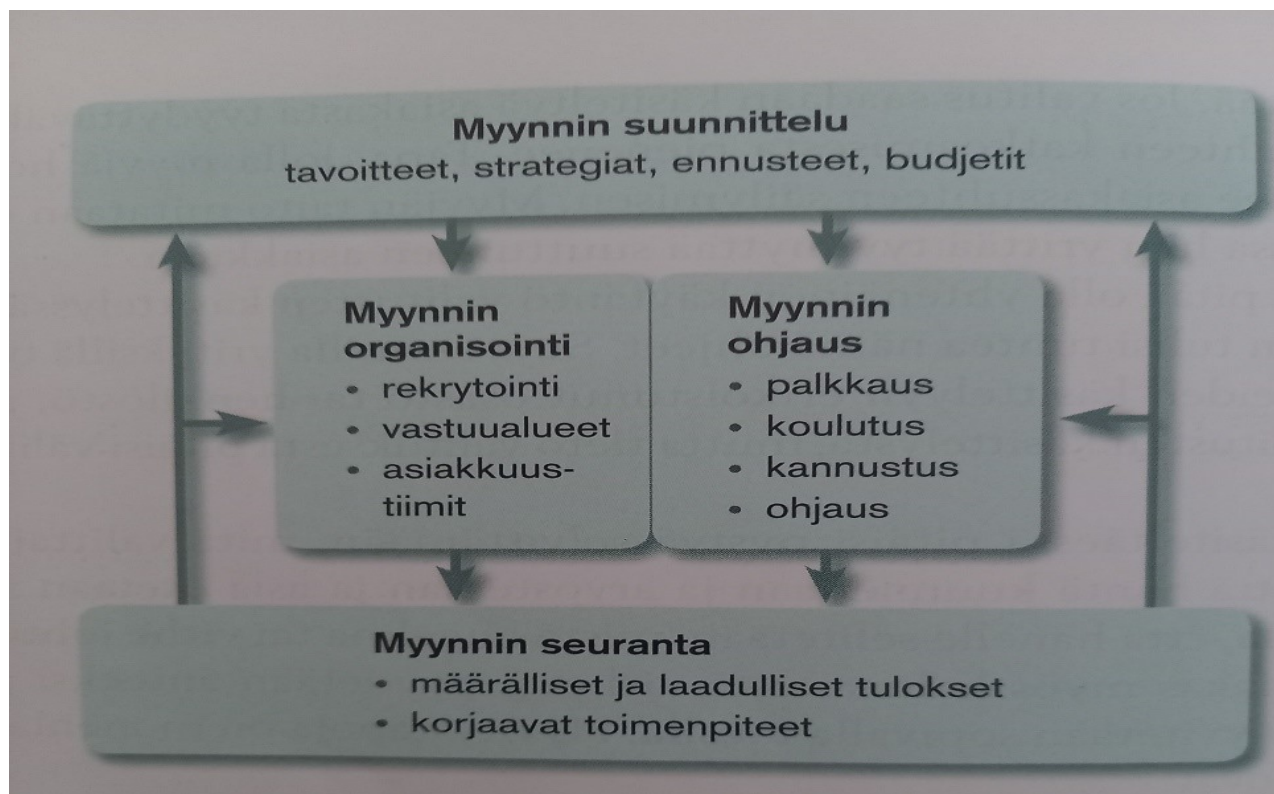 Myynnin suunnittelu
tavoitteet, strategiat, ennusteet, budjetit
Myynnin
organisointi
• rekrytointi
• vastuualueet
• asiakkuus-
tiimit
Myynnin
ohjaus
• palkkaus
• koulutus
• kannustus
• ohjaus
Myynnin seuranta
• määrälliset ja laadulliset tulokset
• korjaavat toimenpiteet